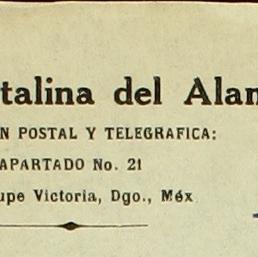 talina del Alam
N POSTAL Y TELEGRAFICA:
APARTADO No. 21
upe Victoria, Dgo., Méx